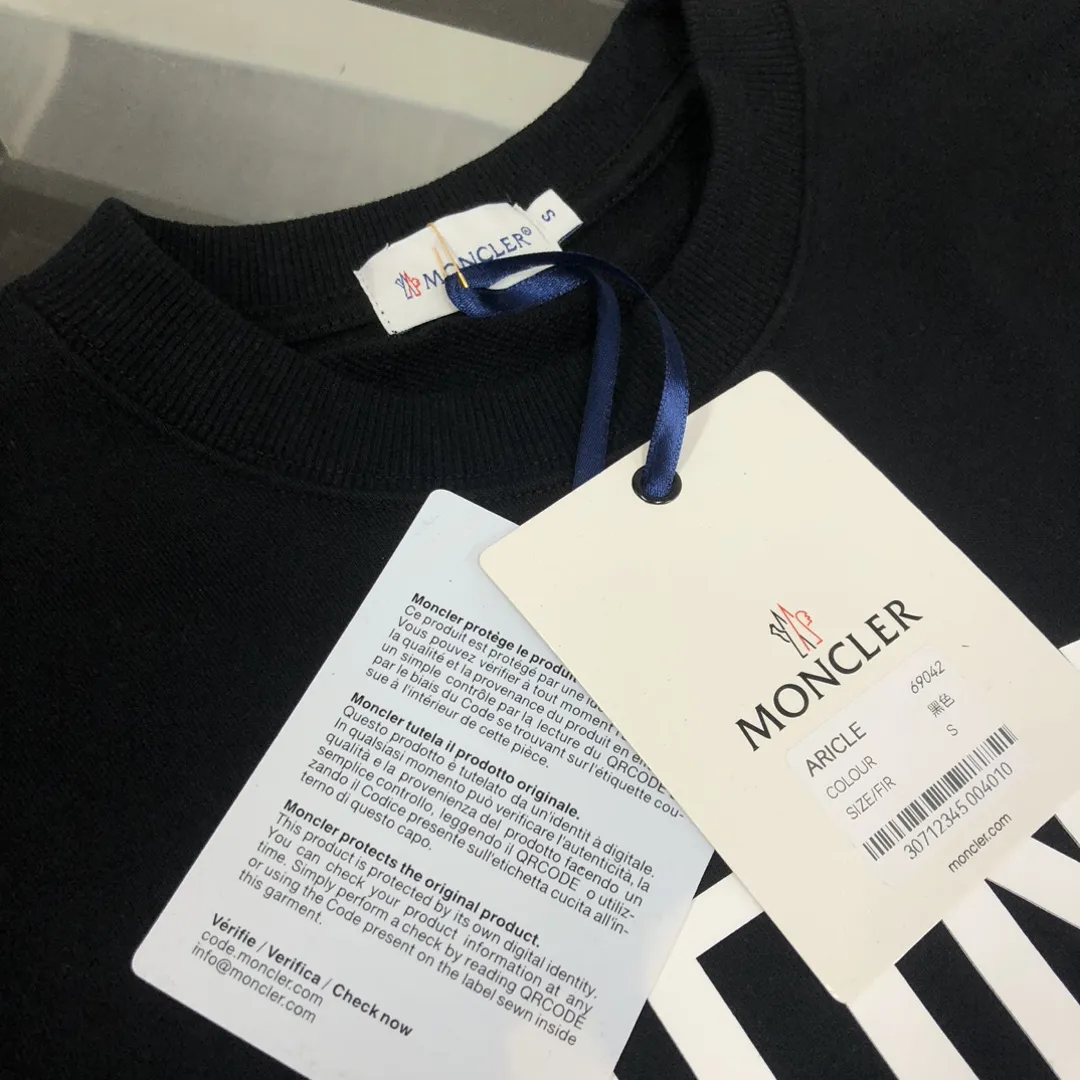 MONCLER®
S
MONCLER
ARICLE 69042
COLOUR 黑色
SIZE/FIR S
30712345 004010
moncler.com
Moncler protège le produi
Ce produit est protégé par une
Vous pouvez vérifier à tout moment
la qualité et la provenance du produit en
un simple contrôle par la lecture du QRCODE
par le biais du Code se trouvant sur l'étiquette cou-
sue à l'intérieur de cette pièce.
Moncler tutela il prodotto originale.
Questo prodotto è tutelato da un'identit à digitale.
In qualsiasi momento può verificare l'autenticità, la
qualità e la provenienza del prodotto facendo un
semplice controllo, leggendo il QRCODE o utiliz-
zando il Codice presente sull'etichetta cucita all'in-
terno di questo capo.
Moncler protects the original product.
This product is protected by its own digital identity.
You can check your product information at any
time. Simply perform a check by reading QRCODE
or using the Code present on the label sewn inside
this garment.
Vérifie / Verifica / Check now
code.moncler.com
info@moncler.com